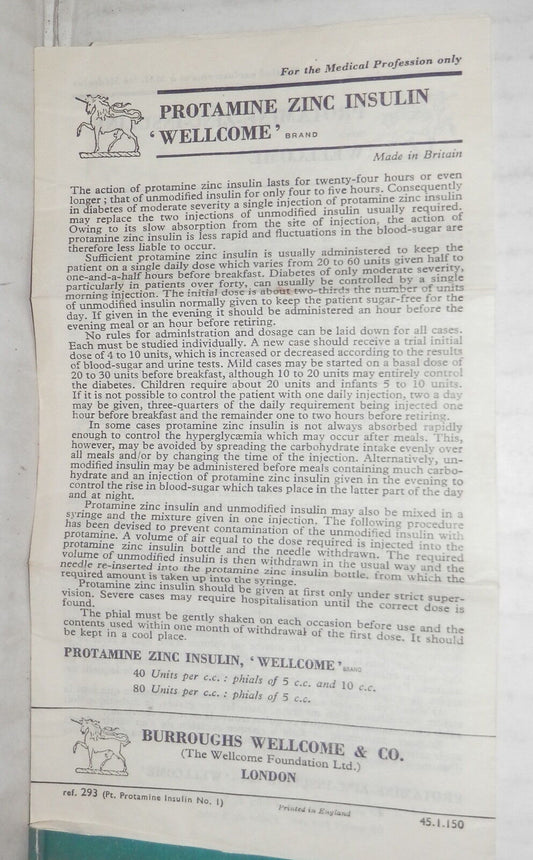 For the Medical Profession only
PROTAMINE ZINC INSULIN
‘WELLCOME’ BRAND
Made in Britain
The action of protamine zinc insulin lasts for twenty-four hours or even
longer ; that of unmodified insulin for only four to five hours. Consequently
in diabetes of moderate severity a single injection of protamine zinc insulin
may replace the two injections of unmodified insulin usually required.
Owing to its slow absorption from the site of injection, the action of
protamine zinc insulin is less rapid and fluctuations in the blood-sugar are
therefore less liable to occur.
Sufficient protamine zinc insulin is usually administered to keep the
patient on a single daily dose which varies from 20 to 60 units given half to
one-and-a-half hours before breakfast. Diabetes of only moderate severity,
particularly in patients over forty, can usually be controlled by a single
morning injection. The initial dose is about two-thirds the number of units
of unmodified insulin normally given to keep the patient sugar-free for the
day. If given in the evening it should be administered an hour before the
evening meal or an hour before retiring.
No rules for administration and dosage can be laid down for all cases.
Each must be studied individually. A new case should receive a trial initial
dose of 4 to 10 units, which is increased or decreased according to the results
of blood-sugar and urine tests. Mild cases may be started on a basal dose of
20 to 30 units before breakfast, although 10 to 20 units may entirely control
the diabetes. Children require about 20 units and infants 5 to 10 units.
If it is not possible to control the patient with one daily injection, two a day
may be given, three-quarters of the daily requirement being injected one
hour before breakfast and the remainder one to two hours before retiring.
In some cases protamine zinc insulin is not always absorbed rapidly
enough to control the hyperglycæmia which may occur after meals. This,
however, may be avoided by spreading the carbohydrate intake evenly over
all meals and/or by changing the time of the injection. Alternatively, un-
modified insulin may be administered before meals containing much carbo-
hydrate and an injection of protamine zinc insulin given in the evening to
control the rise in blood-sugar which takes place in the latter part of the day
and at night.
Protamine zinc insulin and unmodified insulin may also be mixed in a
syringe and the mixture given in one injection. The following procedure
has been devised to prevent contamination of the unmodified insulin with
protamine. A volume of air equal to the dose required is injected into the
protamine zinc insulin bottle and the needle withdrawn. The required
volume of unmodified insulin is then withdrawn in the usual way and the
needle re-inserted into the protamine zinc insulin bottle, from which the
required amount is taken up into the syringe.
Protamine zinc insulin should be given at first only under strict super-
vision. Severe cases may require hospitalisation until the correct dose is
found.
The phial must be gently shaken on each occasion before use and the
contents used within one month of withdrawal of the first dose. It should
be kept in a cool place.
PROTAMINE ZINC INSULIN, ‘WELLCOME’ BRAND
40 Units per c.c. : phials of 5 c.c. and 10 c.c.
80 Units per c.c. : phials of 5 c.c.
BURROUGHS WELLCOME & CO.
(The Wellcome Foundation Ltd.)
LONDON
ref. 293 (Pt. Protamine Insulin No. 1)
Printed in England
45.1.150